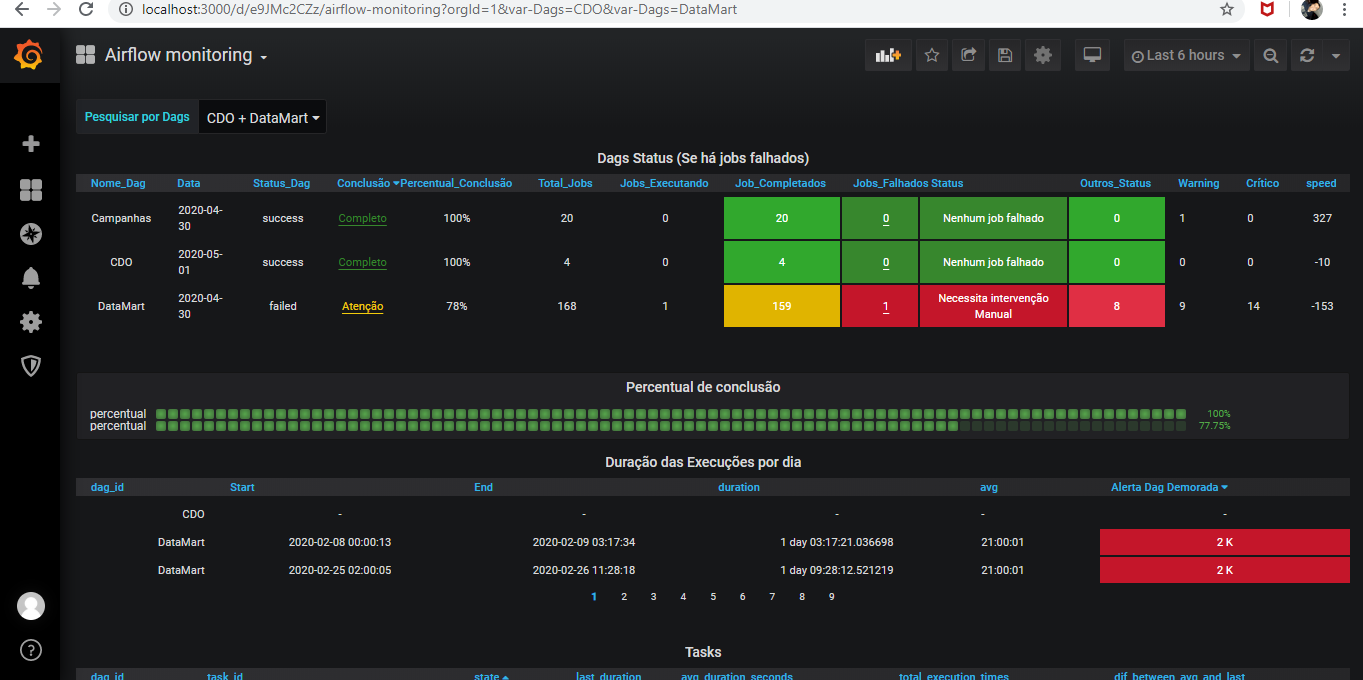 localhost:3000/d/e9JMc2CZz/airflow-monitoring?orgId=1&var-Dags=CDO&var-Dags=DataMart
Airflow monitoring
Last 6 hours
Pesquisar por Dags CDO + DataMart
Dags Status (Se há jobs falhados)
Nome_Dag Data Status_Dag Conclusão Percentual_Conclusão Total_Jobs Jobs_Executando Job_Completados Jobs_Falhados Status Outros_Status Warning Crítico speed
Campanhas 2020-04-30 success Completo 100% 20 0 20 0 Nenhum job falhado 0 1 0 327
CDO 2020-05-01 success Completo 100% 4 0 4 0 Nenhum job falhado 0 0 0 -10
DataMart 2020-04-30 failed Atenção 78% 168 1 159 1 Necessita intervenção Manual 8 9 14 -153
Percentual de conclusão
percentual 100%
percentual 77.75%
Duração das Execuções por dia
dag_id Start End duration avg Alerta Dag Demorada
CDO - - - - -
DataMart 2020-02-08 00:00:13 2020-02-09 03:17:34 1 day 03:17:21.036698 21:00:01 2 K
DataMart 2020-02-25 02:00:05 2020-02-26 11:28:18 1 day 09:28:12.521219 21:00:01 2 K
1 2 3 4 5 6 7 8 9
Tasks
dag_id task_id state last_duration avg_duration_seconds total_execution_times dif_between_avg_and_last